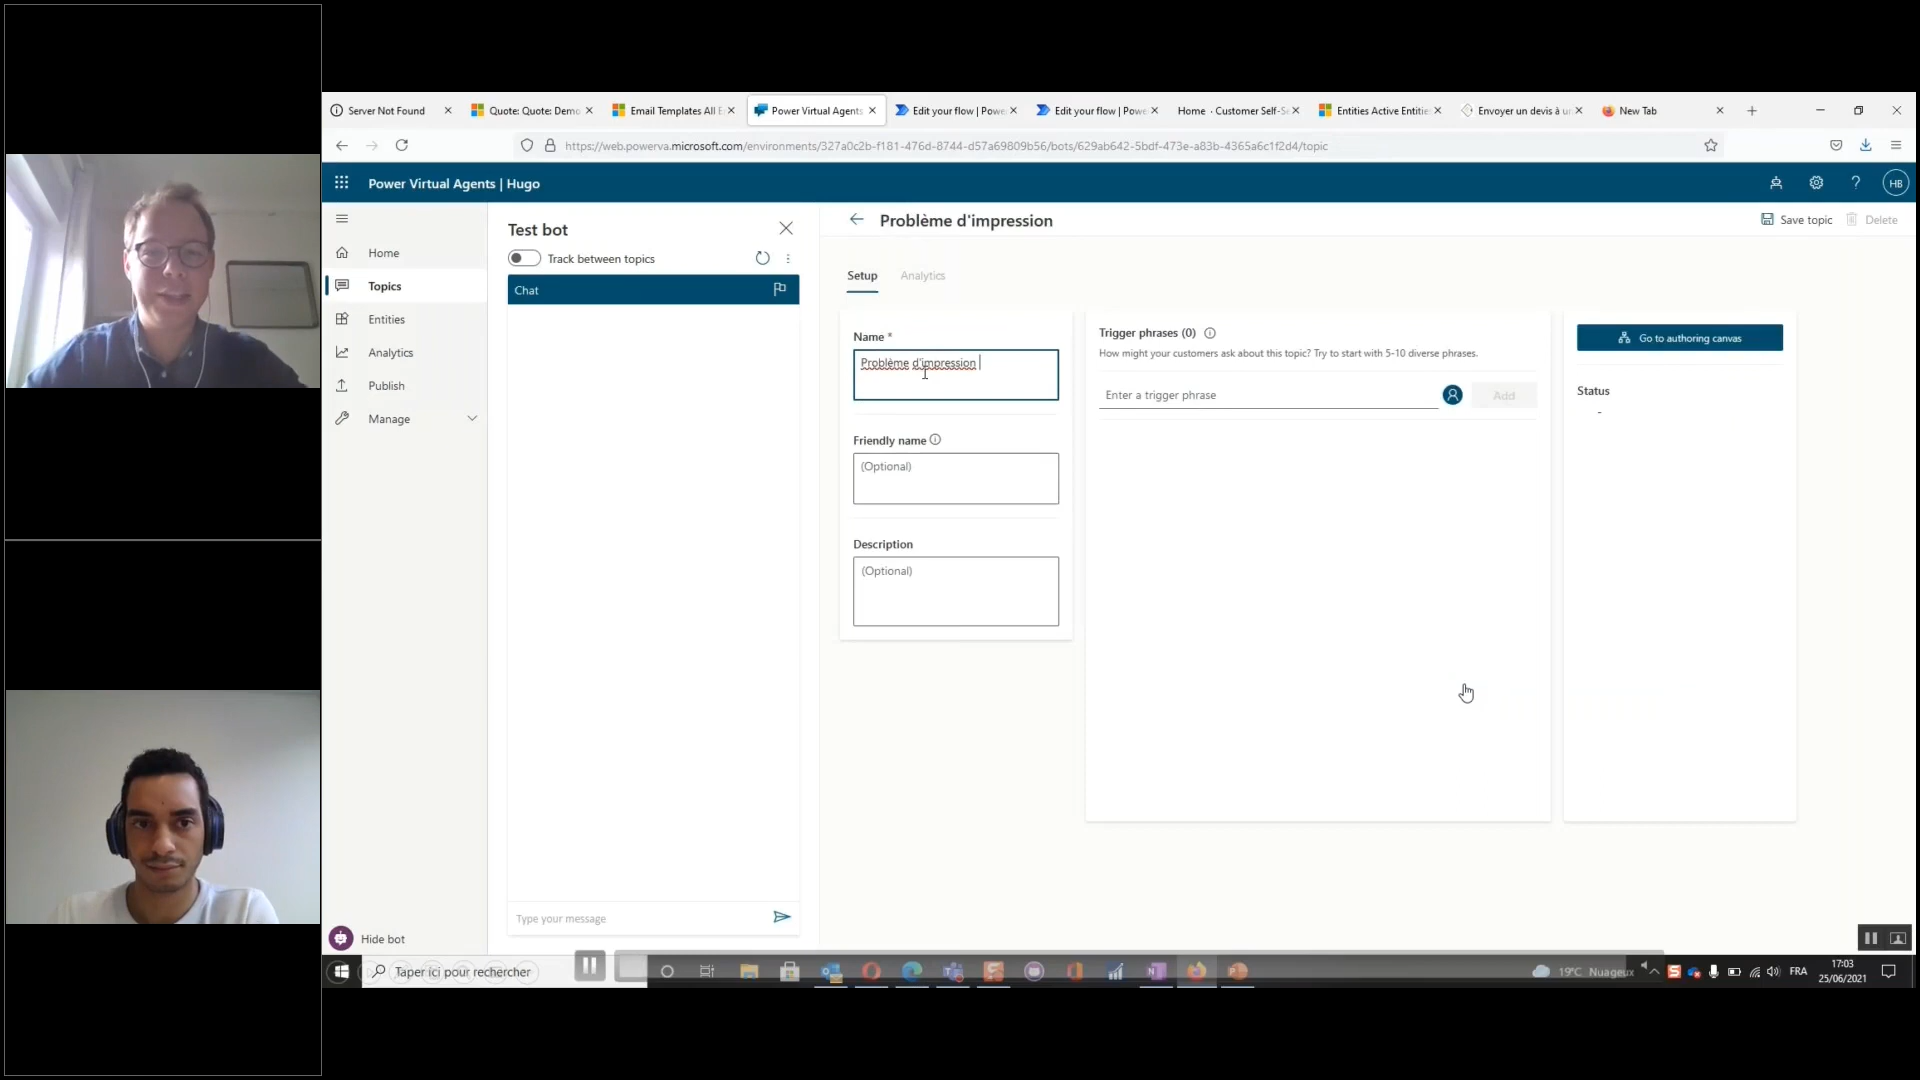 Server Not Found
Quote: Quote: Demo
Email Templates All E
Power Virtual Agents
Edit your flow | Powe
Edit your flow | Powe
Home · Customer Self-Se
Entities Active Entitie
Envoyer un devis à un
New Tab
https://web.powerva.microsoft.com/environments/327a0c2b-f181-476d-8744-d57a69809b56/bots/629ab642-5bdf-473e-a83b-4365a6c1f2d4/topic
Power Virtual Agents | Hugo
HB
Home
Topics
Entities
Analytics
Publish
Manage
Hide bot
Test bot
Track between topics
Chat
Type your message
Problème d'impression
Save topic
Delete
Setup
Analytics
Name *
Problème d'impression
Friendly name
(Optional)
Description
(Optional)
Trigger phrases (0)
How might your customers ask about this topic? Try to start with 5-10 diverse phrases.
Enter a trigger phrase
Add
Go to authoring canvas
Status
-
Taper ici pour rechercher
19°C Nuageux
FRA
17:03
25/06/2021